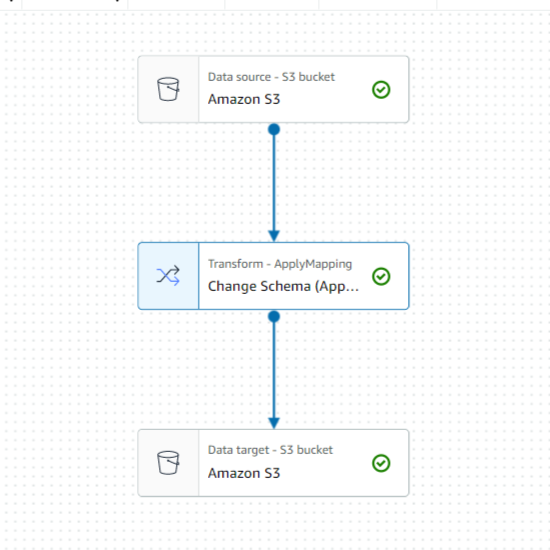 Data source - S3 bucket
Amazon S3
Transform - ApplyMapping
Change Schema (App...
Data target - S3 bucket
Amazon S3